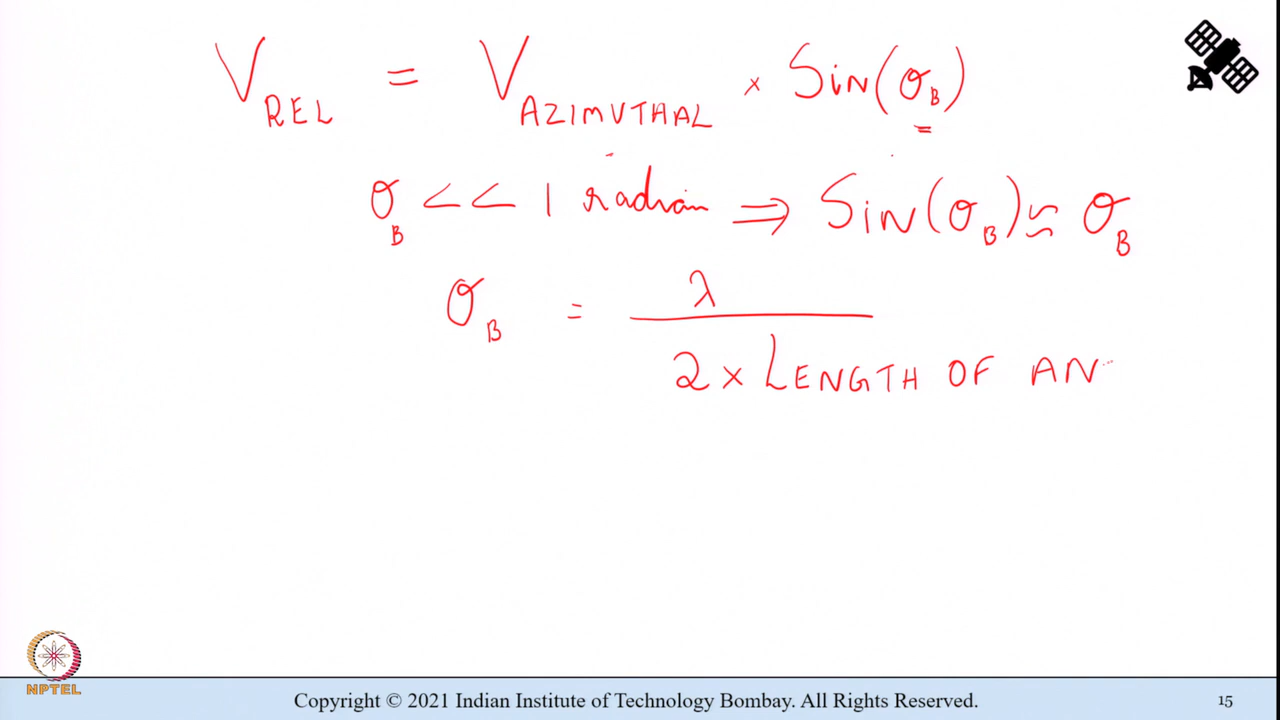 V_REL = V_AZIMUTHAL × Sin(θ_B)
θ_B << 1 radian ⇒ Sin(θ_B) ≈ θ_B
θ_B = λ / 2 × LENGTH OF AN
NPTEL
Copyright © 2021 Indian Institute of Technology Bombay. All Rights Reserved.
15